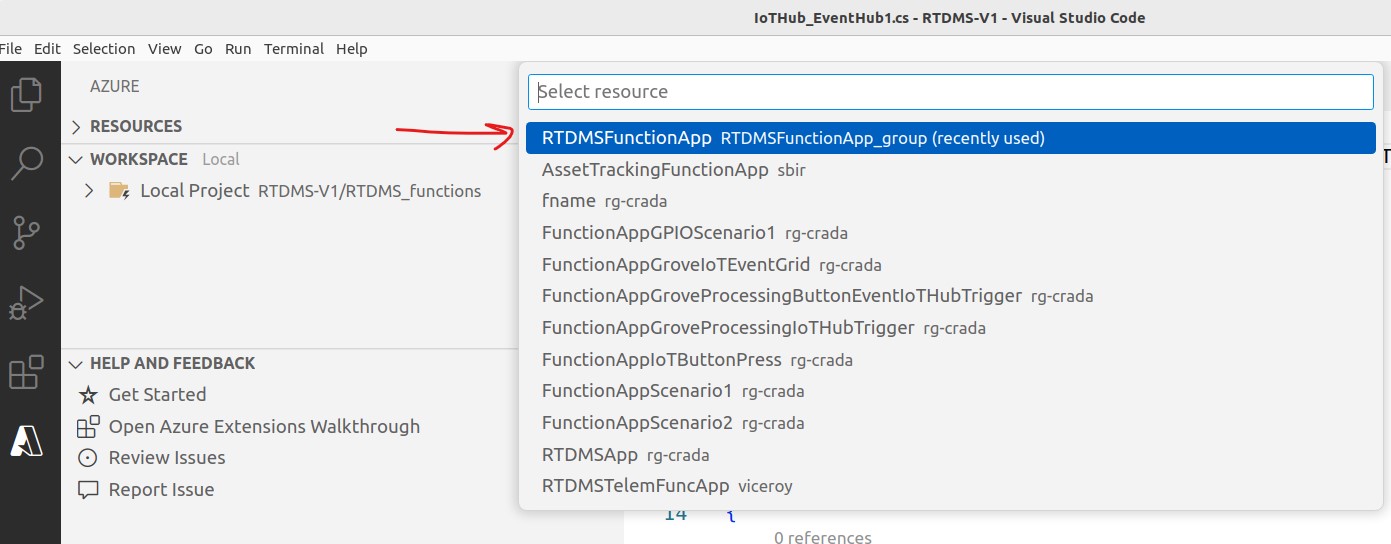 IoTHub_EventHub1.cs - RTDMS-V1 - Visual Studio Code
File Edit Selection View Go Run Terminal Help
AZURE
RESOURCES
WORKSPACE Local
Local Project RTDMS-V1/RTDMS_functions
HELP AND FEEDBACK
Get Started
Open Azure Extensions Walkthrough
Review Issues
Report Issue
Select resource
RTDMSFunctionApp RTDMSFunctionApp_group (recently used)
AssetTrackingFunctionApp sbir
fname rg-crada
FunctionAppGPIOScenario1 rg-crada
FunctionAppGroveIoTEventGrid rg-crada
FunctionAppGroveProcessingButtonEventIoTHubTrigger rg-crada
FunctionAppGroveProcessingIoTHubTrigger rg-crada
FunctionAppIoTButtonPress rg-crada
FunctionAppScenario1 rg-crada
FunctionAppScenario2 rg-crada
RTDMSApp rg-crada
RTDMSTelemFuncApp viceroy
T
14 {
0 references